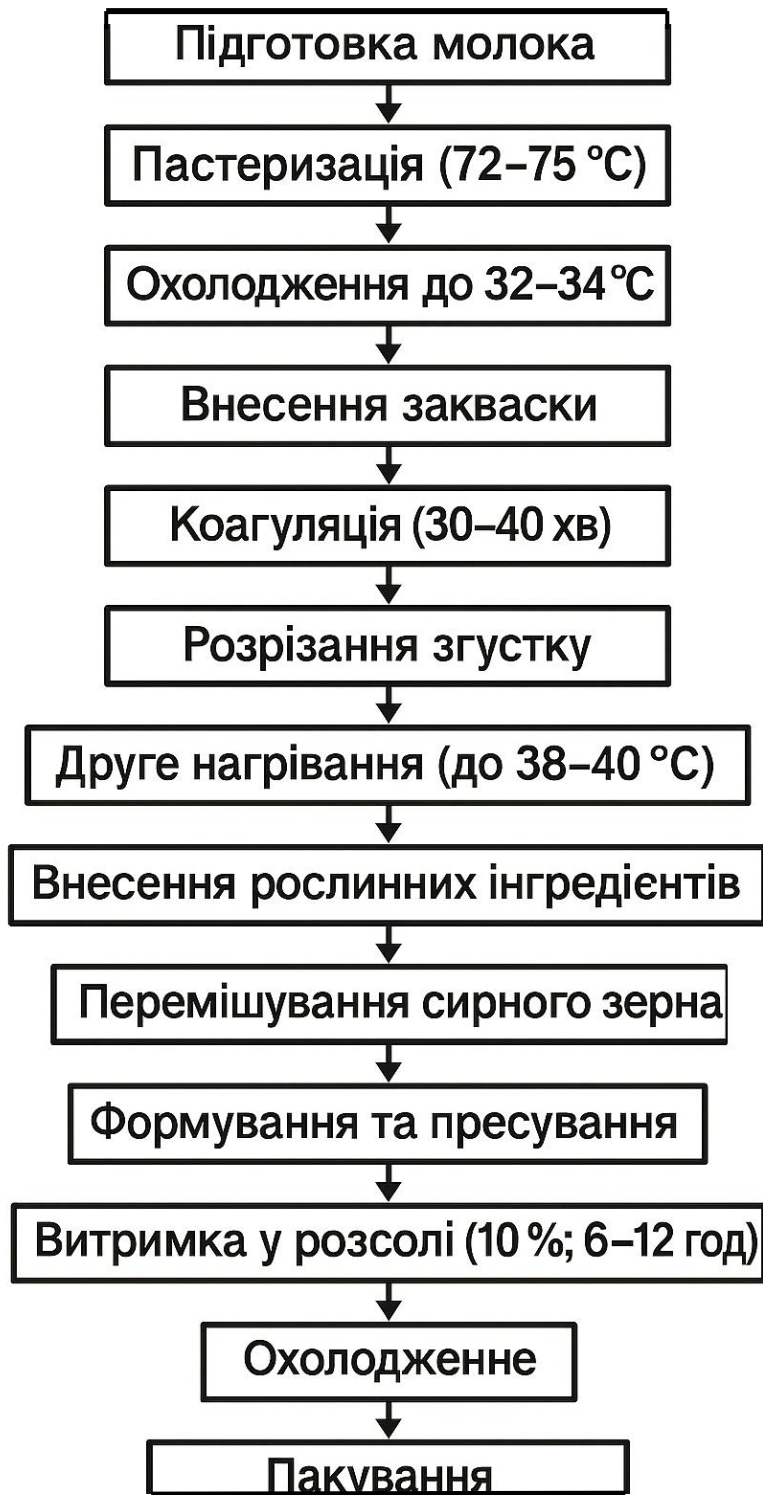 Підготовка молока
Пастеризація (72–75 °C)
Охолодження до 32–34 °C
Внесення закваски
Коагуляція (30–40 хв)
Розрізання згустку
Друге нагрівання (до 38–40 °C)
Внесення рослинних інгредієнтів
Перемішування сирного зерна
Формування та пресування
Витримка у розсолі (10 %; 6–12 год)
Охолодженне
Пакування